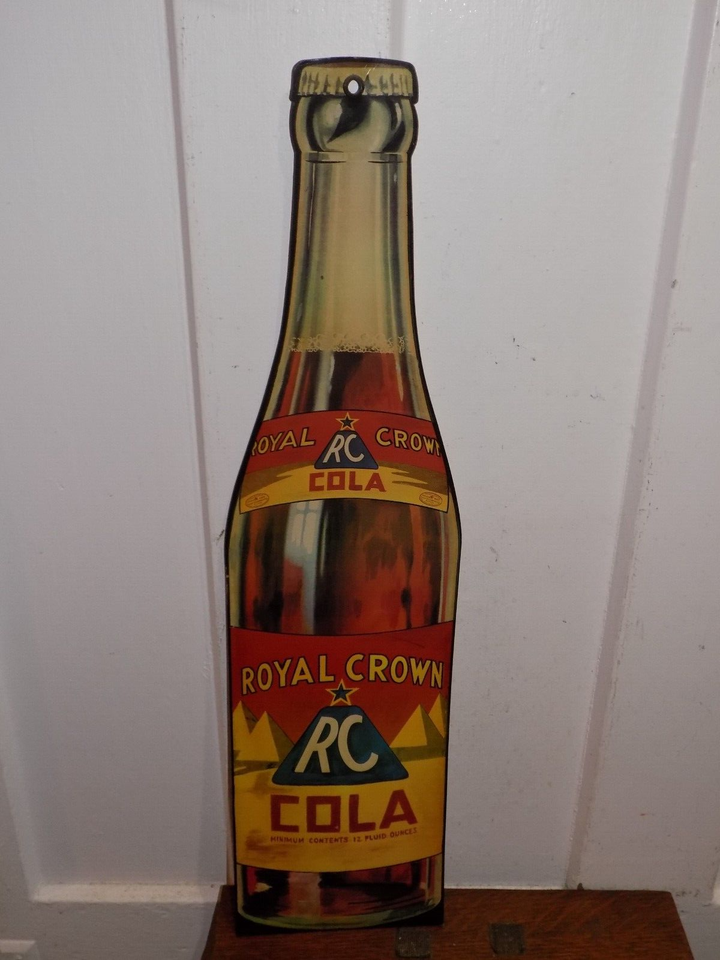 ROYAL RC CROWN
COLA
ROYAL CROWN
RC
COLA
MINIMUM CONTENTS 12 FLUID OUNCES